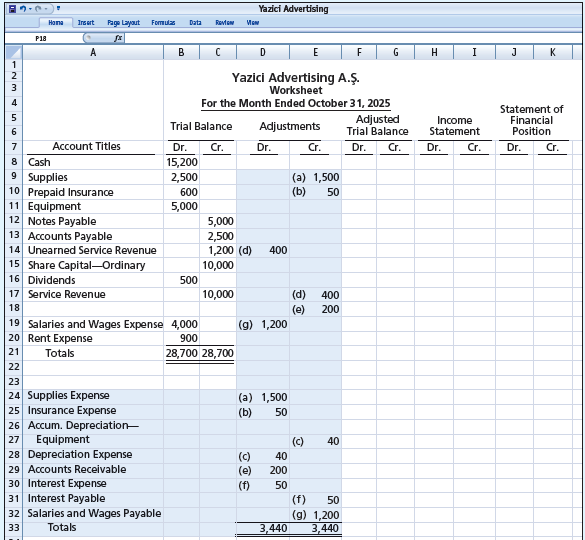 Yazici Advertising
Home Insert Page Layout Formulas Data Review View
P18 fx
A B C D E F G H I J K
1
2 Yazici Advertising A.Ş.
3 Worksheet
4 For the Month Ended October 31, 2025
5 Trial Balance Adjustments Adjusted Trial Balance Income Statement Statement of Financial Position
6
7 Account Titles Dr. Cr. Dr. Cr. Dr. Cr. Dr. Cr. Dr. Cr.
8 Cash 15,200
9 Supplies 2,500 (a) 1,500
10 Prepaid Insurance 600 (b) 50
11 Equipment 5,000
12 Notes Payable 5,000
13 Accounts Payable 2,500
14 Unearned Service Revenue 1,200 (d) 400
15 Share Capital—Ordinary 10,000
16 Dividends 500
17 Service Revenue 10,000 (d) 400
18 (e) 200
19 Salaries and Wages Expense 4,000 (g) 1,200
20 Rent Expense 900
21 Totals 28,700 28,700
22
23
24 Supplies Expense (a) 1,500
25 Insurance Expense (b) 50
26 Accum. Depreciation—
27 Equipment (c) 40
28 Depreciation Expense (c) 40
29 Accounts Receivable (e) 200
30 Interest Expense (f) 50
31 Interest Payable (f) 50
32 Salaries and Wages Payable (g) 1,200
33 Totals 3,440 3,440